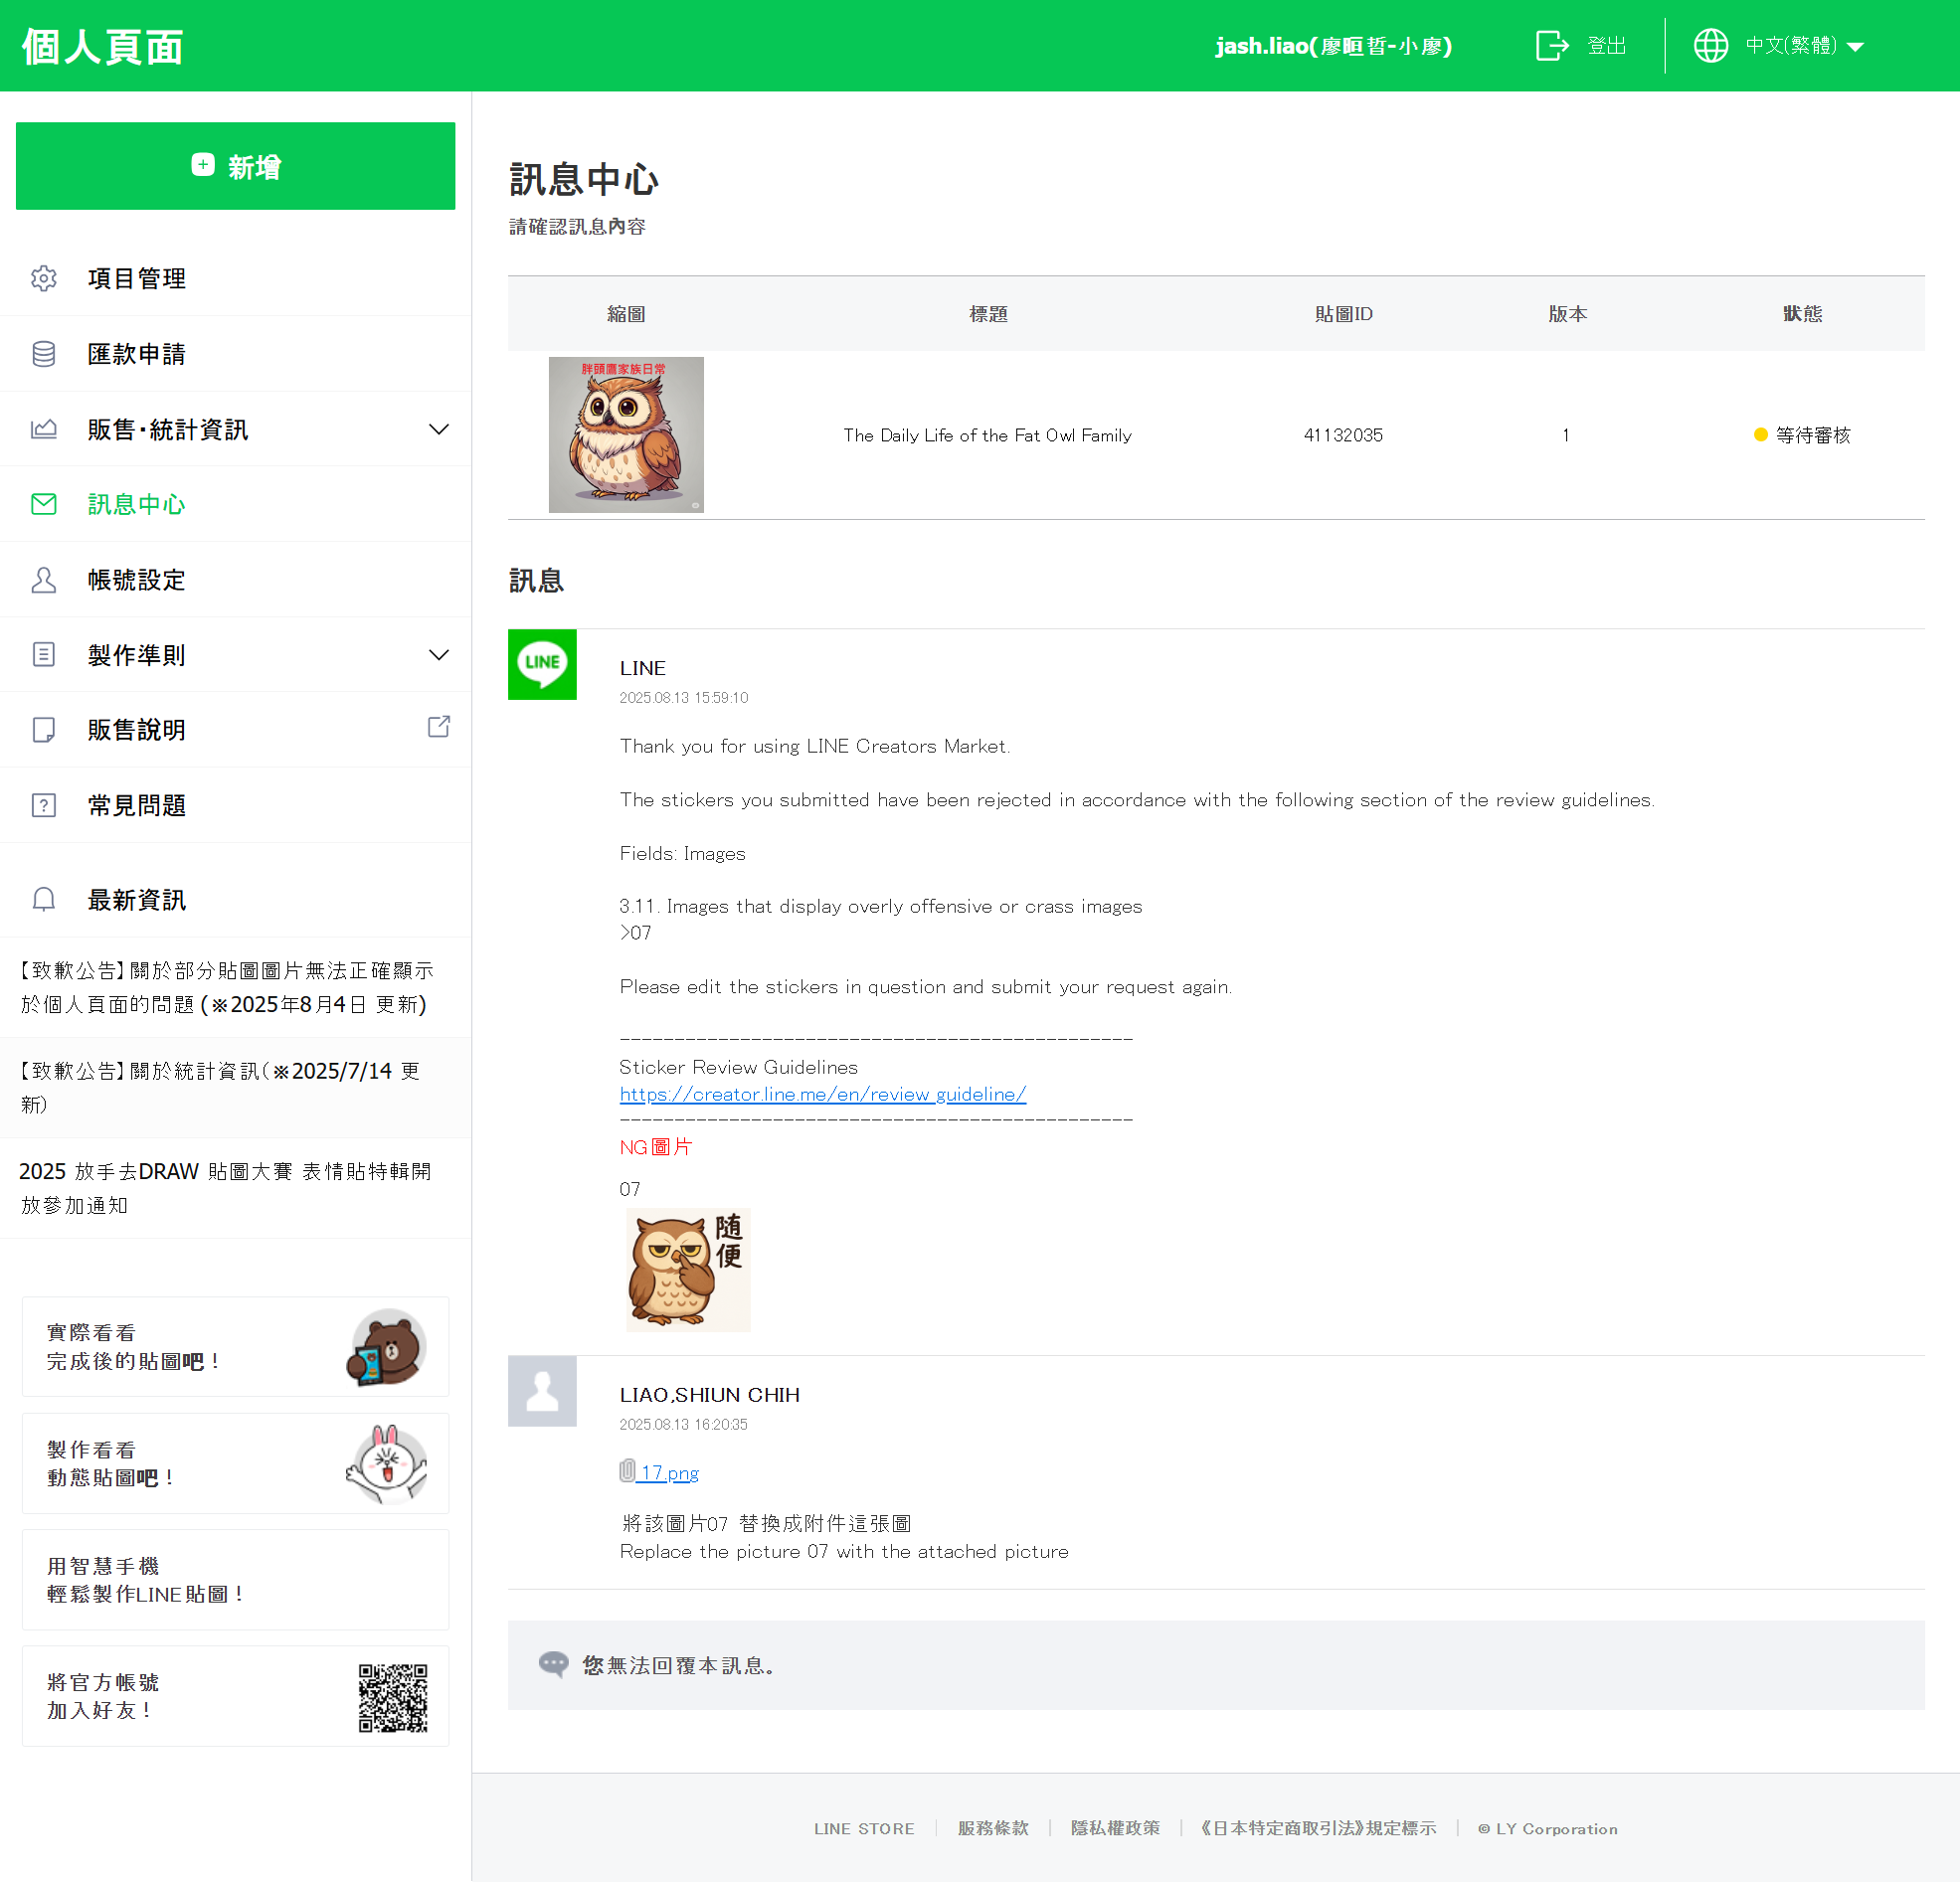 個人頁面
jash.liao(廖晅哲-小廖)
登出
中文(繁體)
新增
項目管理
匯款申請
販售・統計資訊
訊息中心
帳號設定
製作準則
販售說明
常見問題
最新資訊
【致歉公告】關於部分貼圖圖片無法正確顯示
於個人頁面的問題 (※2025年8月4日 更新)
【致歉公告】關於統計資訊(※2025/7/14 更
新)
2025 放手去DRAW 貼圖大賽 表情貼特輯開
放參加通知
實際看看
完成後的貼圖吧！
製作看看
動態貼圖吧！
用智慧手機
輕鬆製作LINE貼圖！
將官方帳號
加入好友！
訊息中心
請確認訊息內容
縮圖 標題 貼圖ID 版本 狀態
胖頭鷹家族日常
The Daily Life of the Fat Owl Family 41132035 1 等待審核
訊息
LINE
LINE
2025.08.13 15:59:10
Thank you for using LINE Creators Market.
The stickers you submitted have been rejected in accordance with the following section of the review guidelines.
Fields: Images
3.11. Images that display overly offensive or crass images
>07
Please edit the stickers in question and submit your request again.
------------------------------------------------
Sticker Review Guidelines
https://creator.line.me/en/review_guideline/
------------------------------------------------
NG圖片
07
随便
LIAO,SHIUN CHIH
2025.08.13 16:20:35
17.png
將該圖片07 替換成附件這張圖
Replace the picture 07 with the attached picture
您無法回覆本訊息。
LINE STORE | 服務條款 | 隱私權政策 | 《日本特定商取引法》規定標示 | © LY Corporation